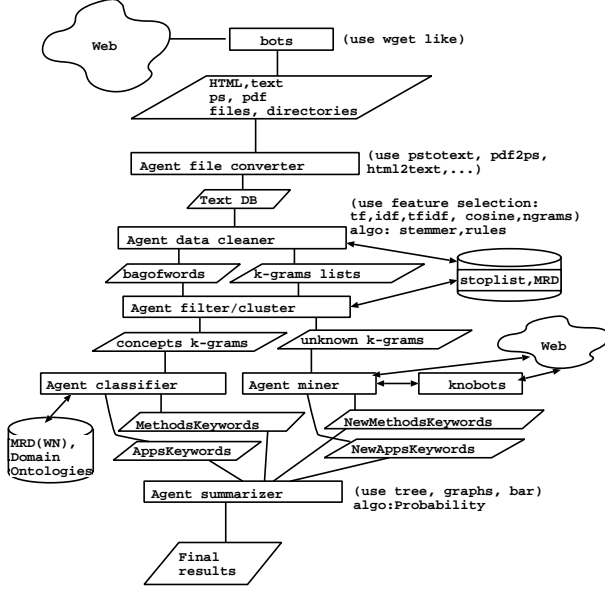 Web
bots
(use wget like)
HTML,text
ps, pdf
files, directories
Agent file converter
(use pstotext, pdf2ps,
html2text,...)
Text DB
(use feature selection:
tf,idf,tfidf, cosine,ngrams)
algo: stemmer,rules
Agent data cleaner
bagofwords
k-grams lists
stoplist,MRD
Agent filter/cluster
concepts k-grams
unknown k-grams
Web
Agent classifier
Agent miner
knobots
MethodsKeywords
NewMethodsKeywords
MRD(WN),
Domain
Ontologies
AppsKeywords
NewAppsKeywords
Agent summarizer
(use tree, graphs, bar)
algo:Probability
Final
results